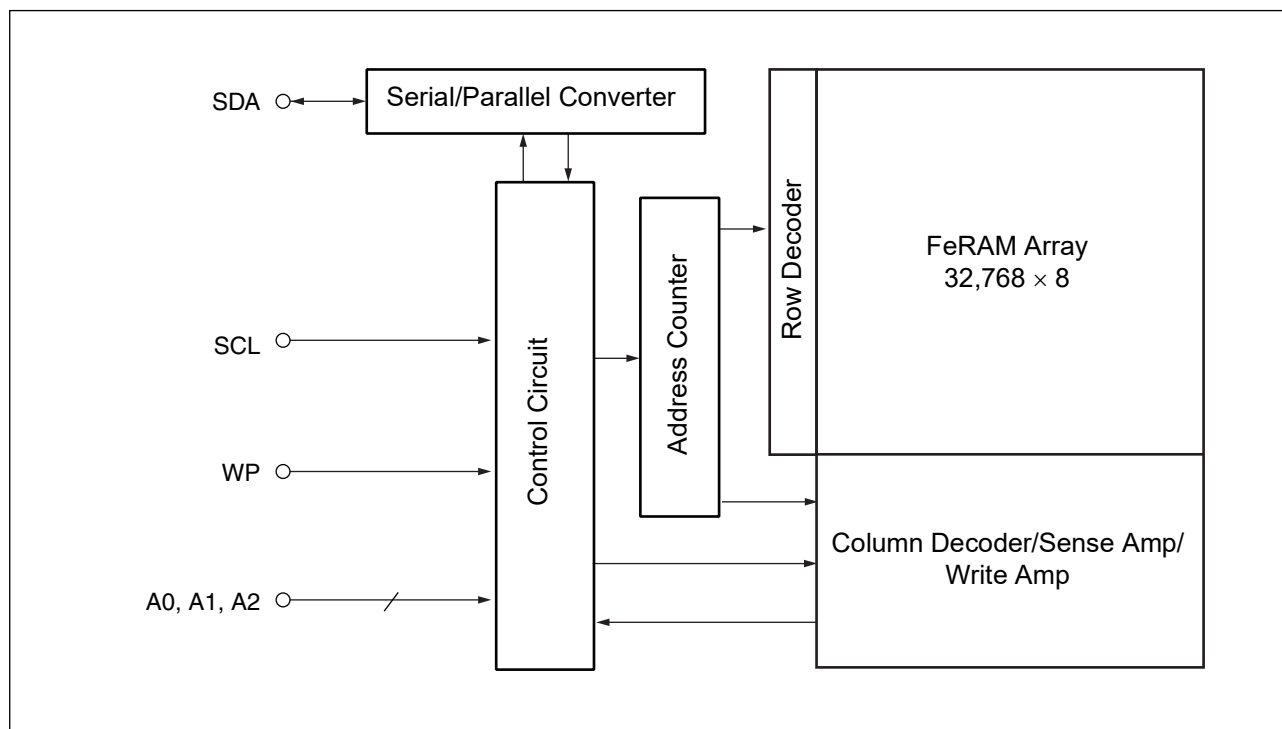 SDA
Serial/Parallel Converter
SCL
WP
A0, A1, A2
Control Circuit
Address Counter
Row Decoder
FeRAM Array
32,768 × 8
Column Decoder/Sense Amp/
Write Amp